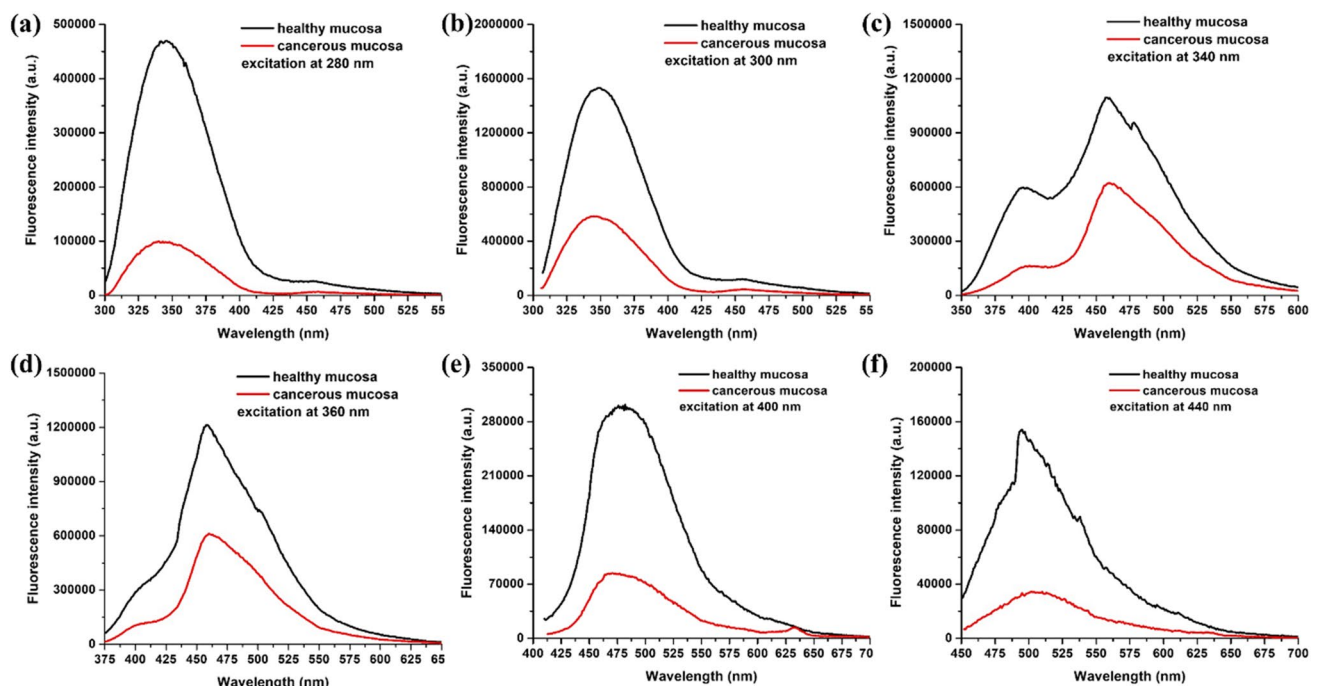 (a)
healthy mucosa
cancerous mucosa
excitation at 280 nm
Fluorescence intensity (a.u.)
500000
400000
300000
200000
100000
0
300 325 350 375 400 425 450 475 500 525 55
Wavelength (nm)
(b)
healthy mucosa
cancerous mucosa
excitation at 300 nm
Fluorescence intensity (a.u.)
2000000
1600000
1200000
800000
400000
0
300 325 350 375 400 425 450 475 500 525 55
Wavelength (nm)
(c)
healthy mucosa
cancerous mucosa
excitation at 340 nm
Fluorescence intensity (a.u.)
1500000
1200000
900000
600000
300000
0
350 375 400 425 450 475 500 525 550 575 600
Wavelength (nm)
(d)
healthy mucosa
cancerous mucosa
excitation at 360 nm
Fluorescence intensity (a.u.)
1500000
1200000
900000
600000
300000
0
375 400 425 450 475 500 525 550 575 600 625 65
Wavelength (nm)
(e)
healthy mucosa
cancerous mucosa
excitation at 400 nm
Fluorescence intensity (a.u.)
350000
280000
210000
140000
70000
0
400 425 450 475 500 525 550 575 600 625 650 675 70
Wavelength (nm)
(f)
healthy mucosa
cancerous mucosa
excitation at 440 nm
Fluorescence intensity (a.u.)
200000
160000
120000
80000
40000
0
450 475 500 525 550 575 600 625 650 675 700
Wavelength (nm)